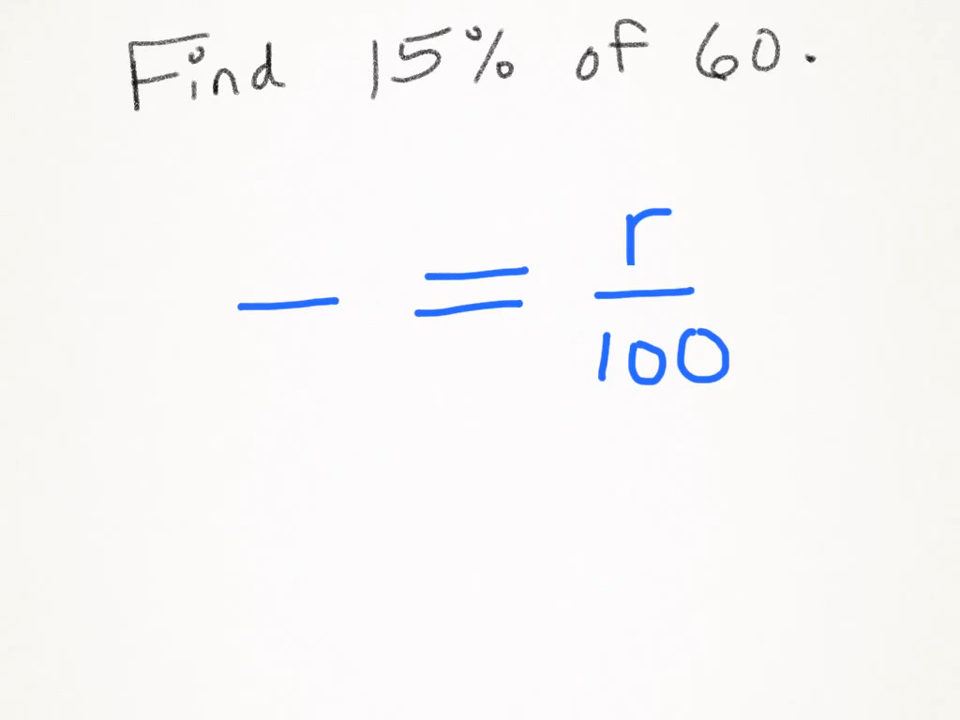 Find 15% of 60.
— = r/100